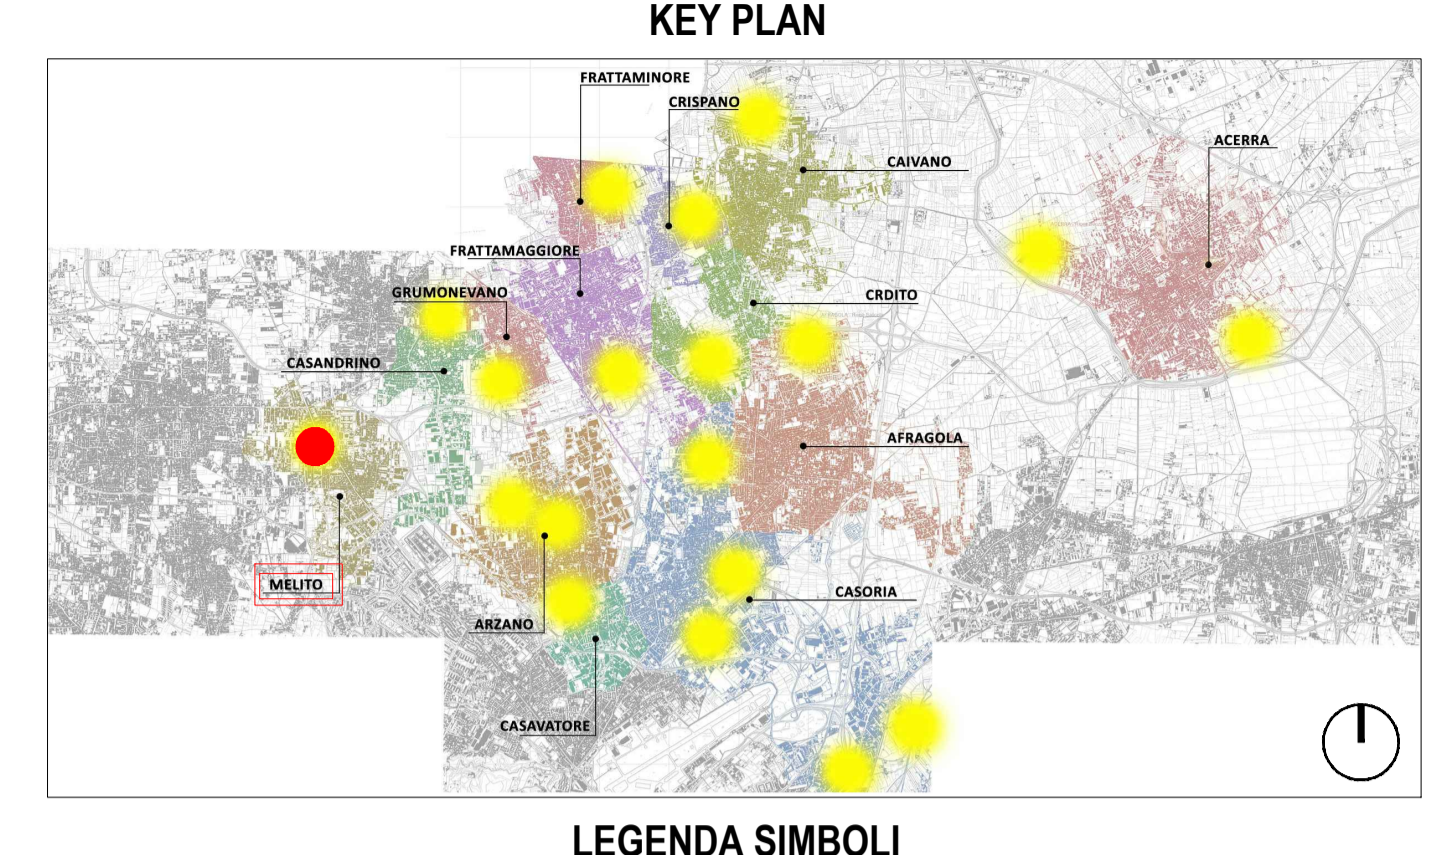 KEY PLAN
FRATTAMINORE
CRISPANO
ACERRA
CAIVANO
FRATTAMAGGIORE
GRUMONEVANO
CRDITO
CASANDRINO
AFRAGOLA
MELITO
CASORIA
ARZANO
CASAVATORE
LEGENDA SIMBOLI